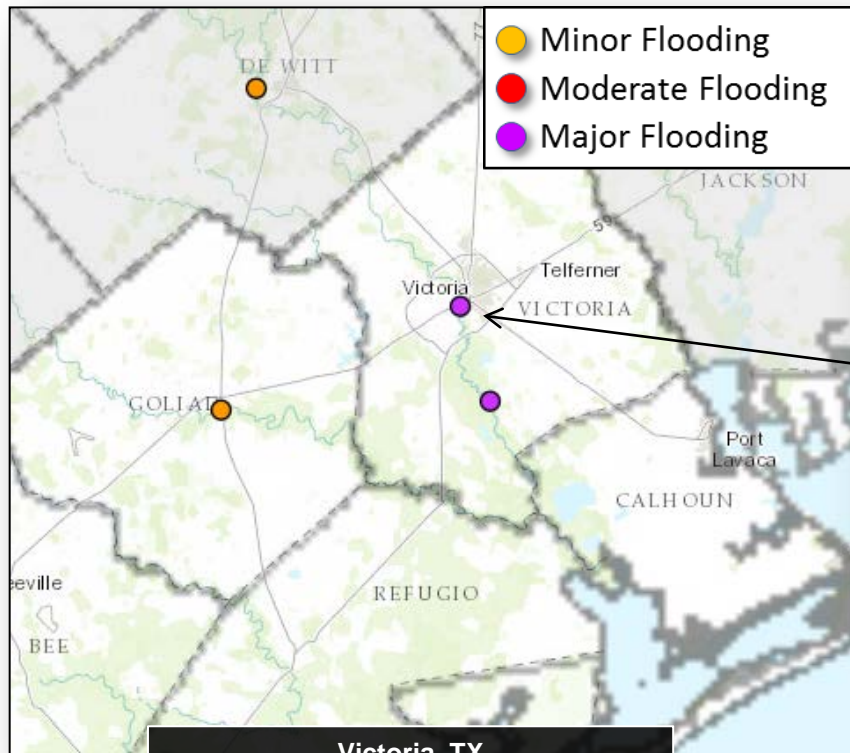 Minor Flooding
Moderate Flooding
Major Flooding
DE WITT
JACKSON
59
Telferner
Victoria
VICTORIA
GOLIAD
Port
Lavaca
CALHOUN
eeville
REFUGIO
BEE
Victoria, TX